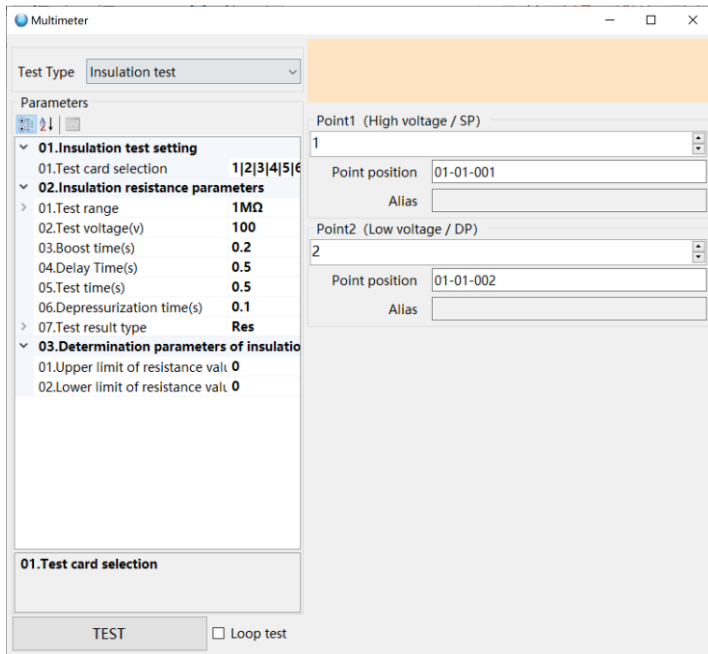 Multimeter
Test Type Insulation test
Parameters
01.Insulation test setting
01.Test card selection 1|2|3|4|5|6
02.Insulation resistance parameters
01.Test range 1MΩ
02.Test voltage(v) 100
03.Boost time(s) 0.2
04.Delay Time(s) 0.5
05.Test time(s) 0.5
06.Depressurization time(s) 0.1
07.Test result type Res
03.Determination parameters of insulatio
01.Upper limit of resistance valu 0
02.Lower limit of resistance valu 0
01.Test card selection
TEST Loop test
Point1 (High voltage / SP)
1
Point position 01-01-001
Alias
Point2 (Low voltage / DP)
2
Point position 01-01-002
Alias